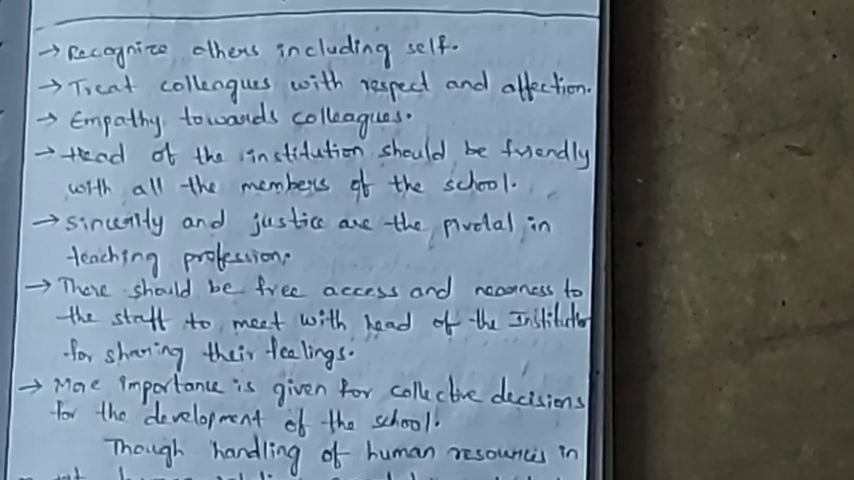 → Recognize others including self.
→ Treat colleagues with respect and affection.
→ Empathy towards colleagues.
→ Head of the institution should be friendly
with all the members of the school.
→ Sincerity and justice are the pivotal in
teaching profession.
→ There should be free access and nearness to
the staff to meet with head of the Institution
for sharing their feelings.
→ More importance is given for collective decisions
for the development of the school.
Though handling of human resources in